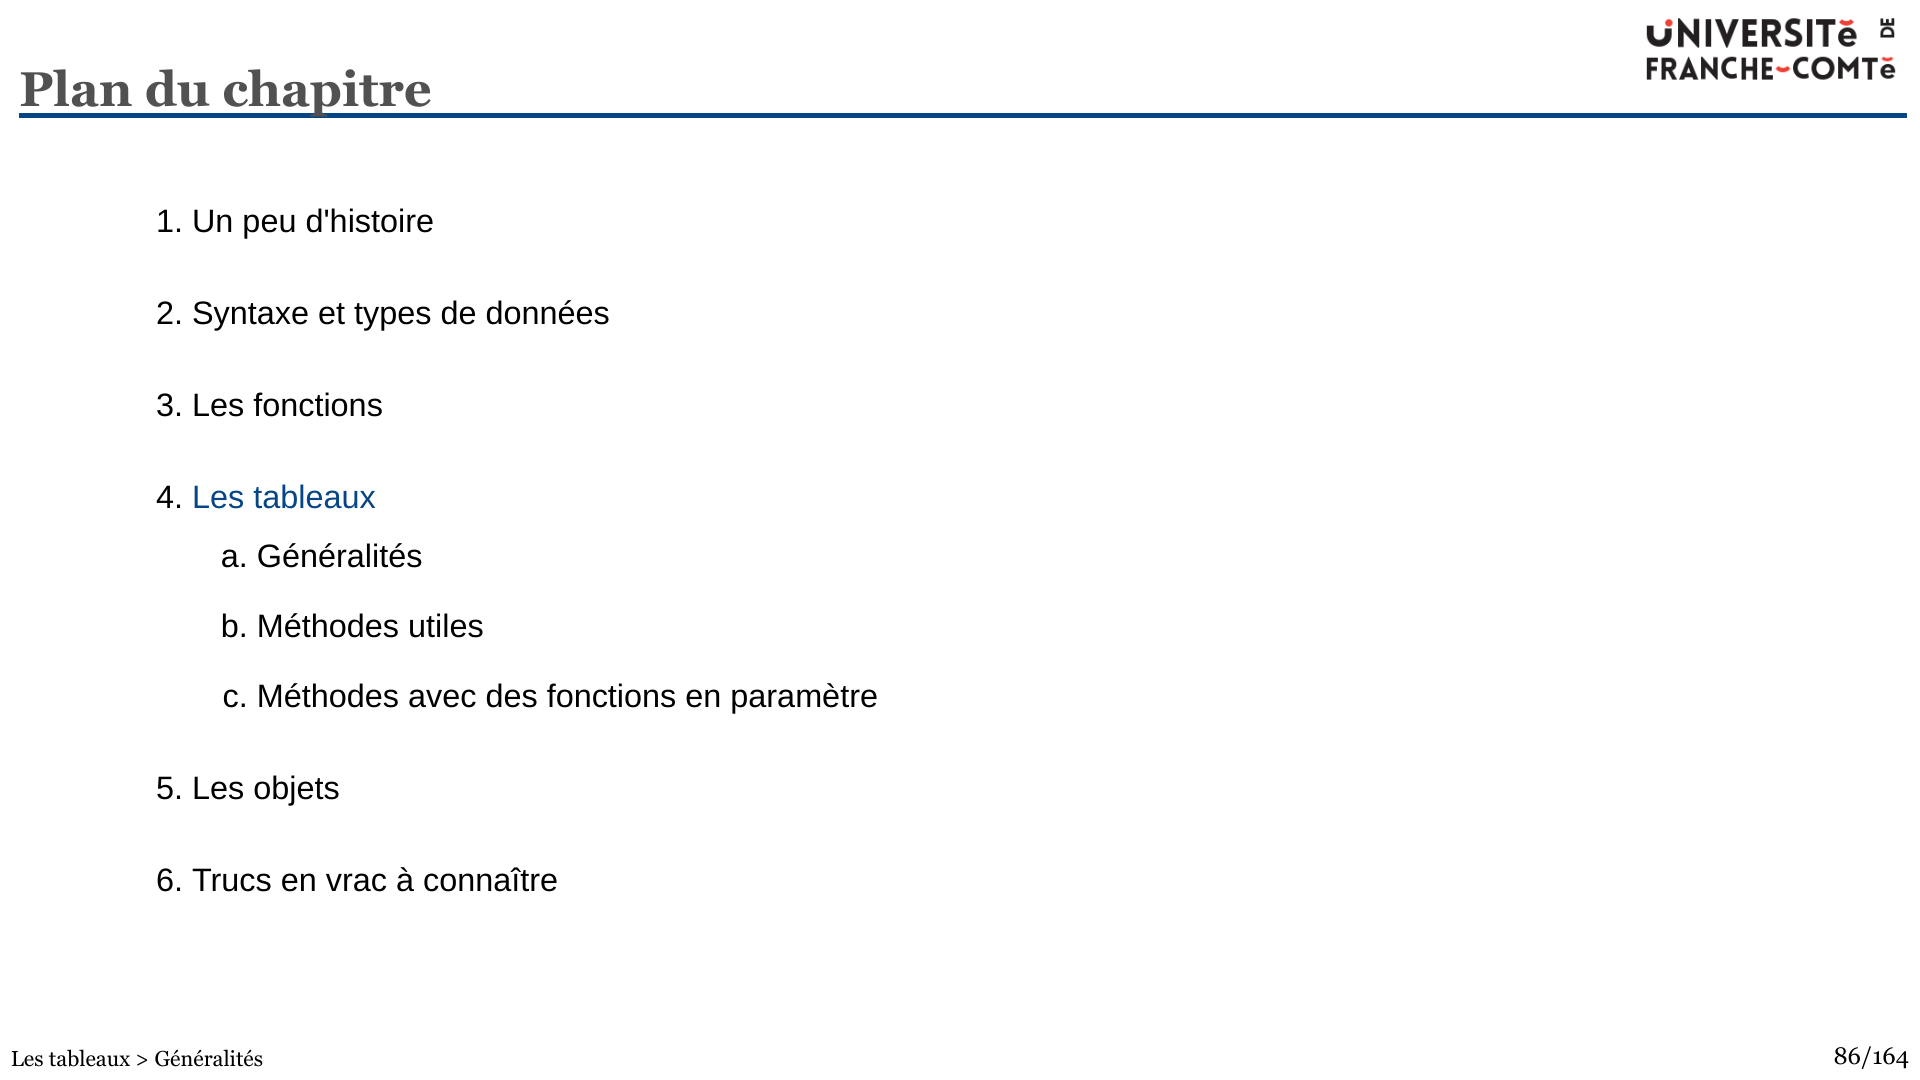 UNIVERSITé DE
FRANCHE-COMTé
Plan du chapitre
1. Un peu d'histoire
2. Syntaxe et types de données
3. Les fonctions
4. Les tableaux
a. Généralités
b. Méthodes utiles
c. Méthodes avec des fonctions en paramètre
5. Les objets
6. Trucs en vrac à connaître
Les tableaux > Généralités
86/164